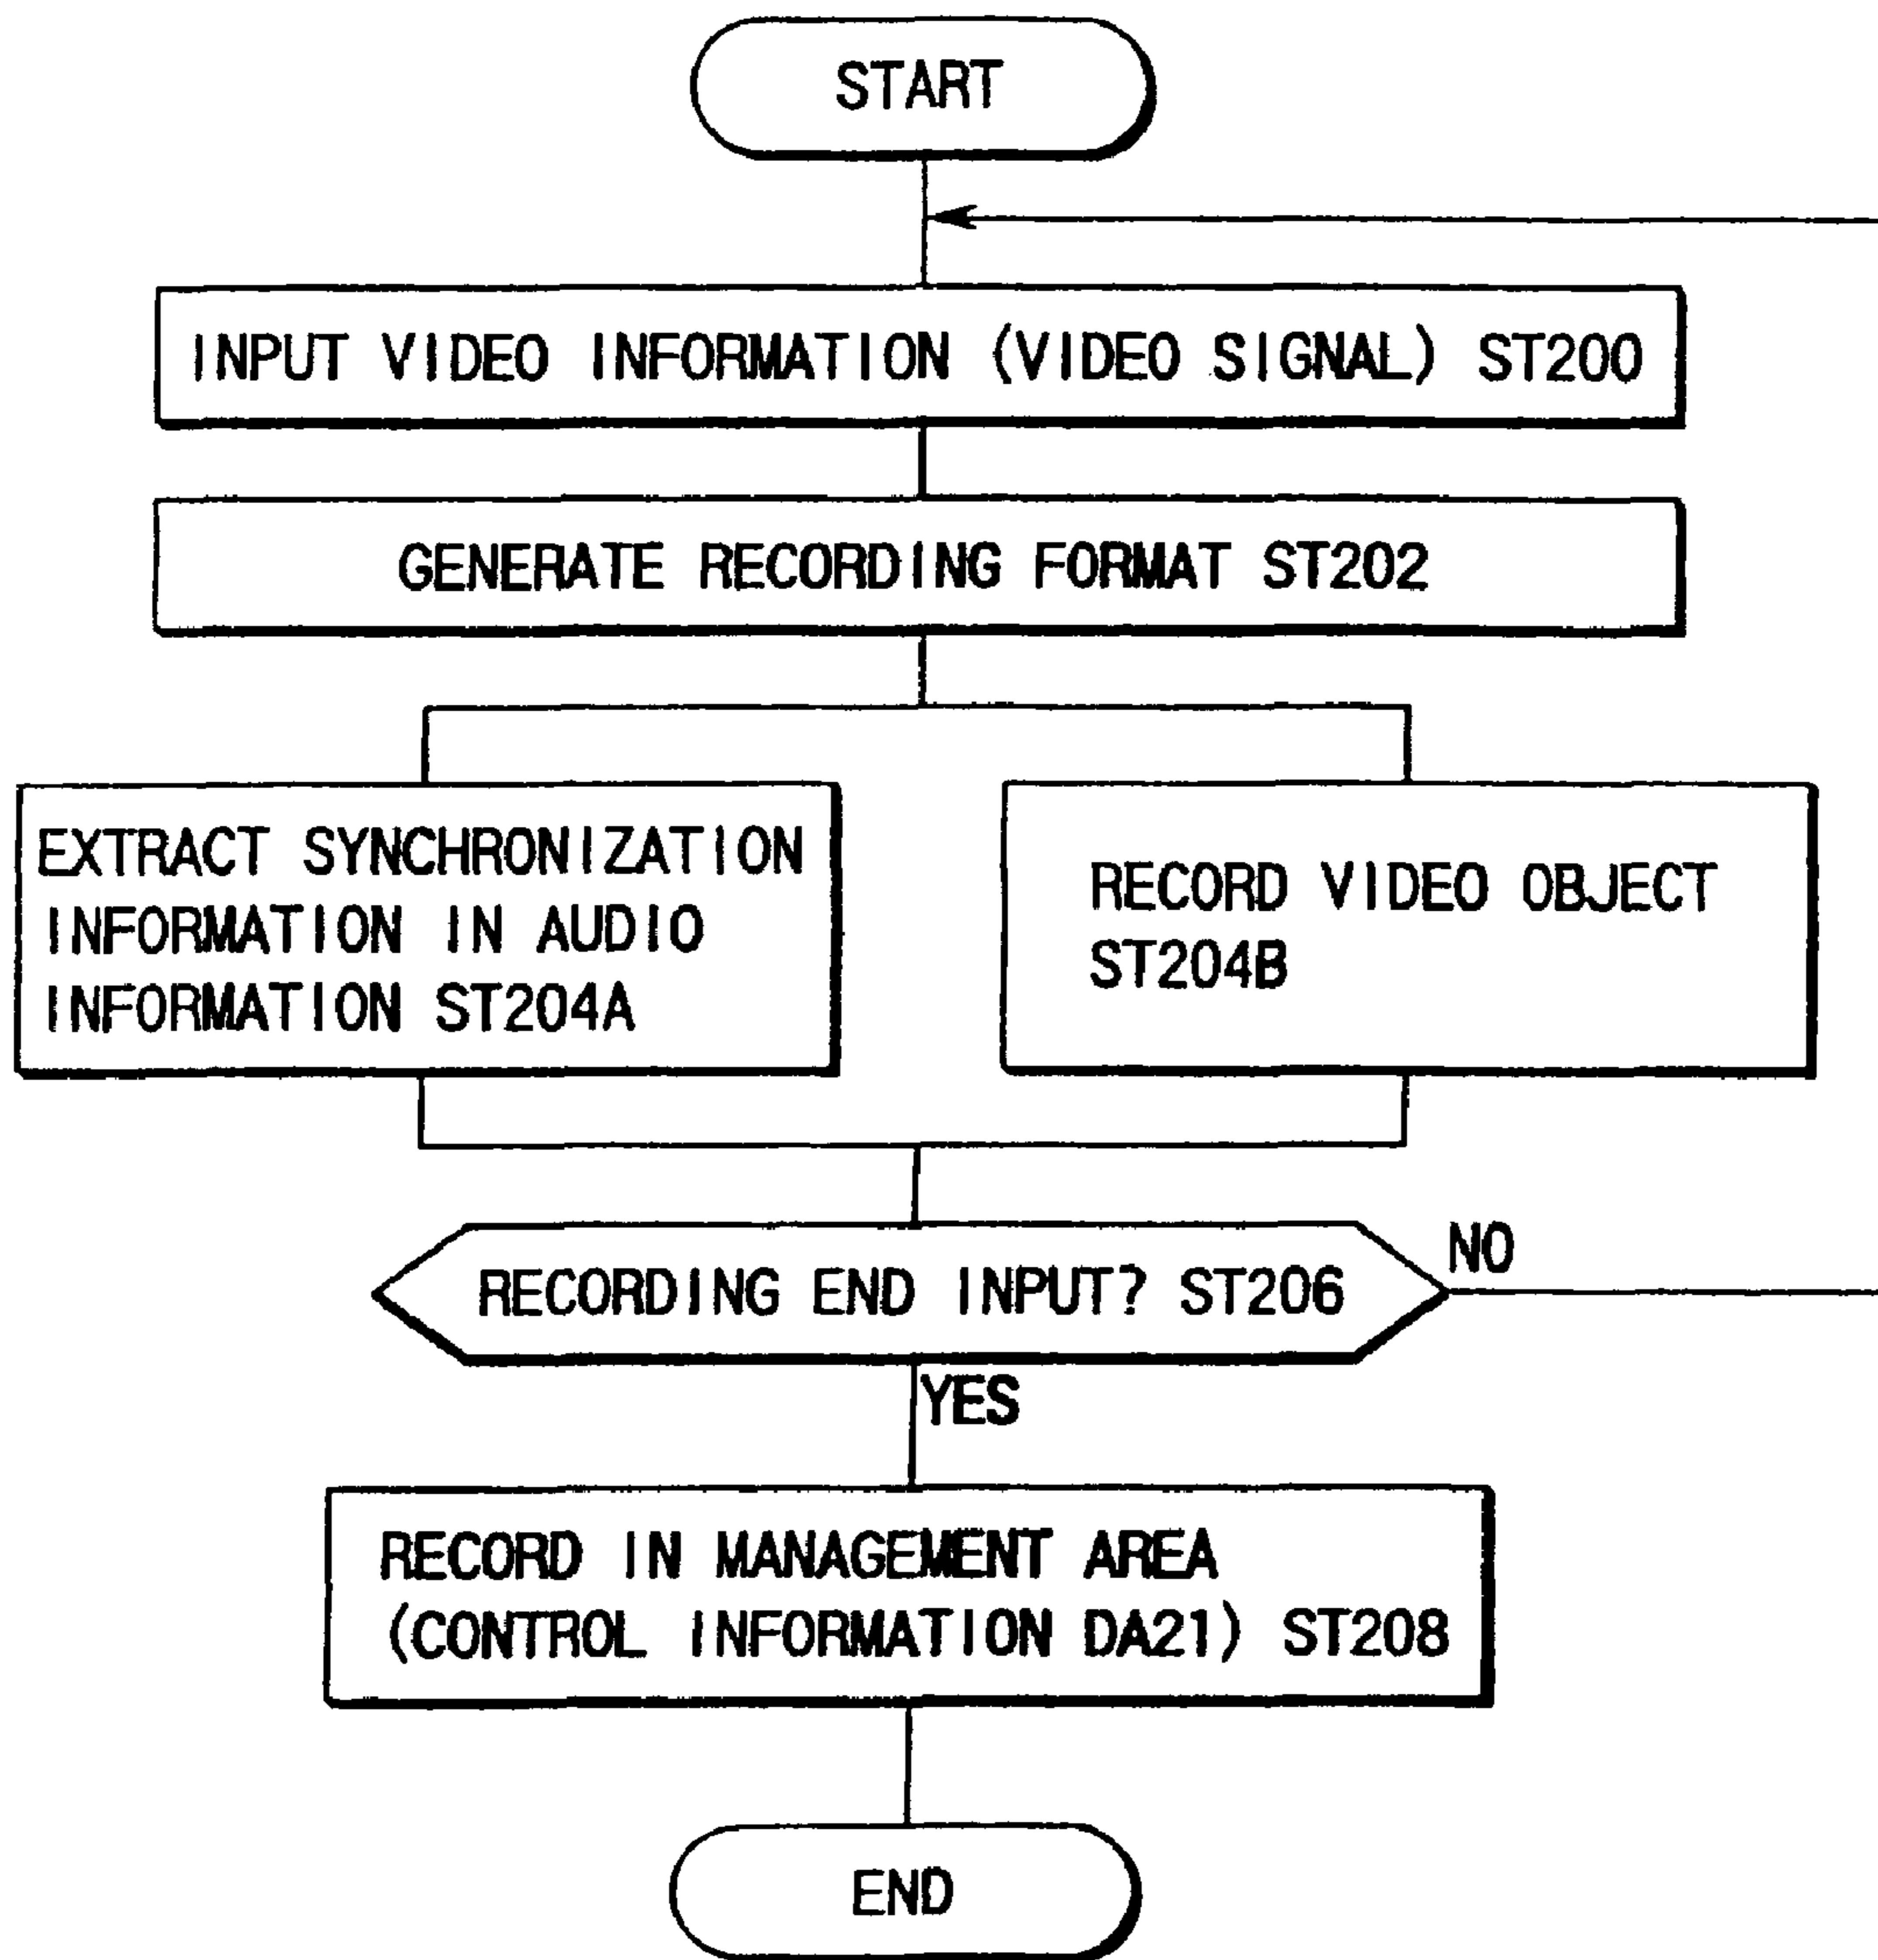 START
INPUT VIDEO INFORMATION (VIDEO SIGNAL) ST200
GENERATE RECORDING FORMAT ST202
EXTRACT SYNCHRONIZATION
INFORMATION IN AUDIO
INFORMATION ST204A
RECORD VIDEO OBJECT
ST204B
RECORDING END INPUT? ST206
NO
YES
RECORD IN MANAGEMENT AREA
(CONTROL INFORMATION DA21) ST208
END